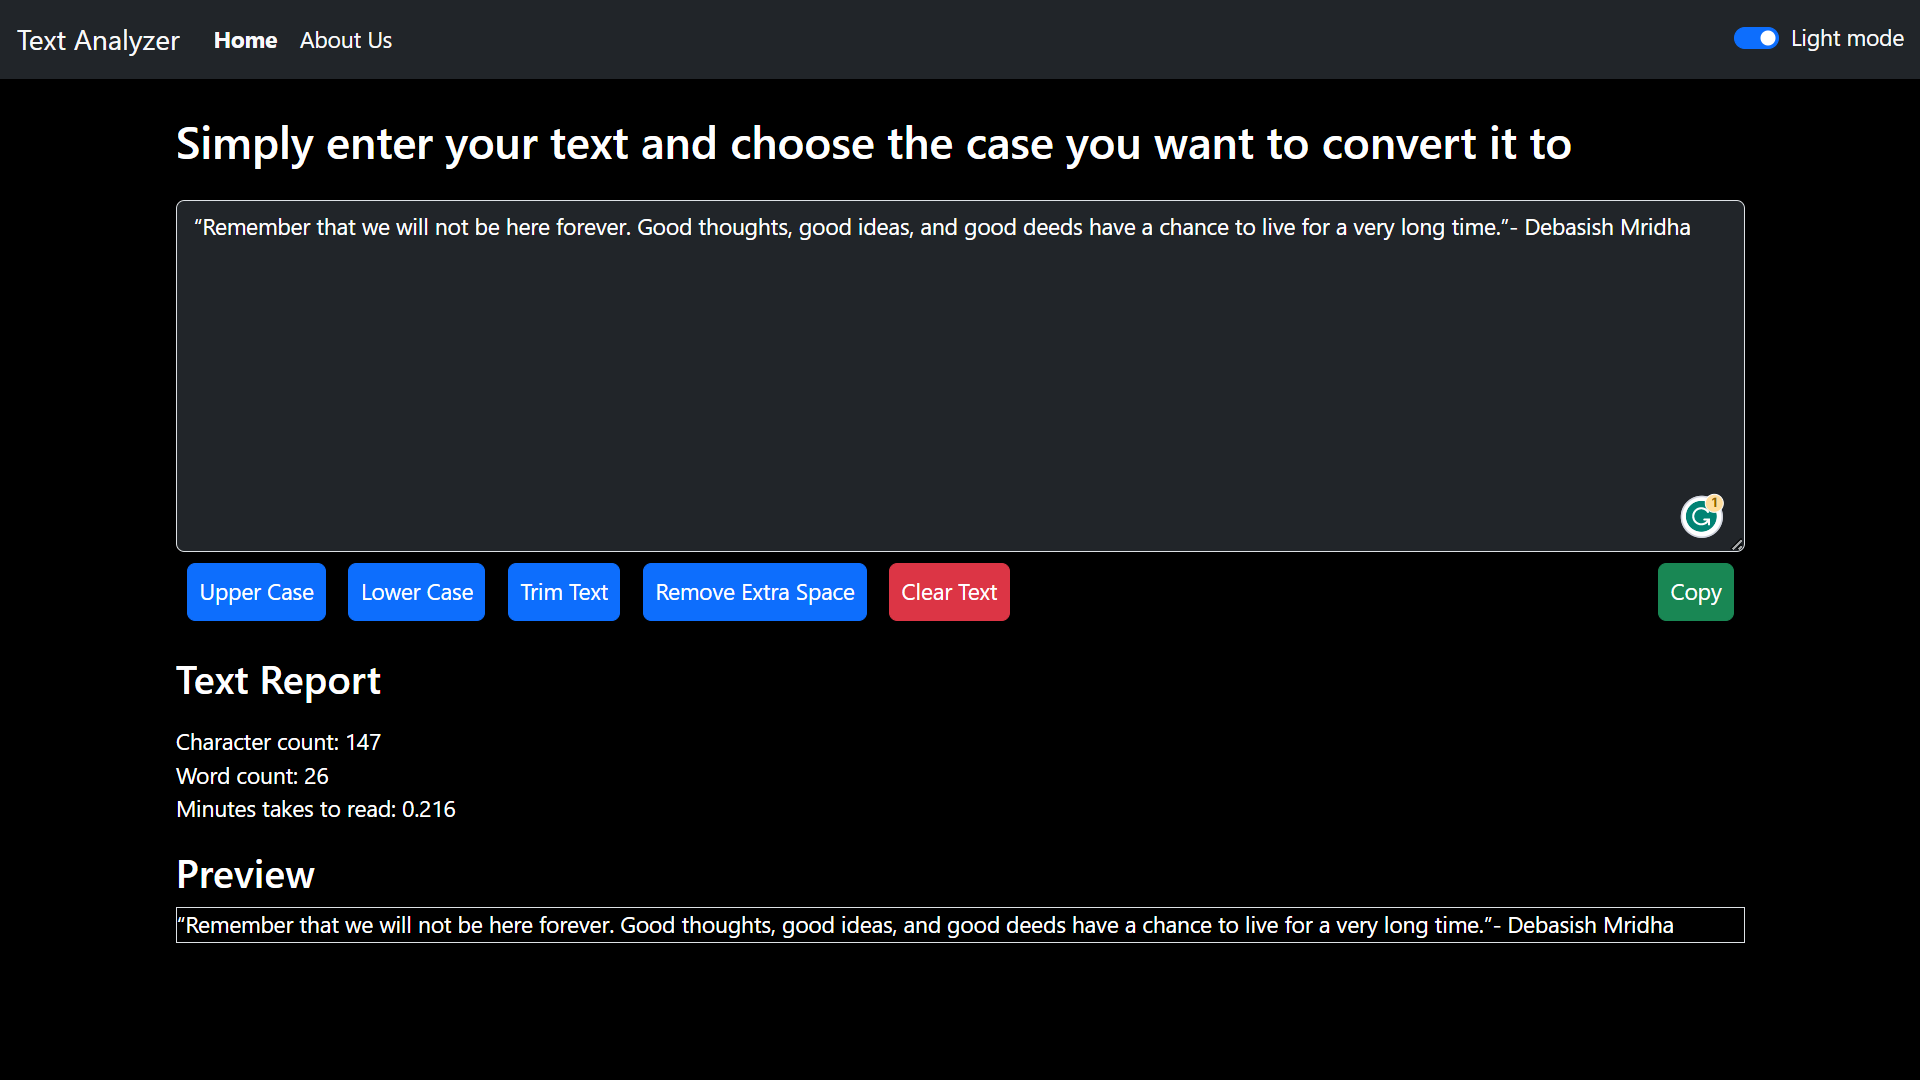 Text Analyzer Home About Us Light mode
Simply enter your text and choose the case you want to convert it to
“Remember that we will not be here forever. Good thoughts, good ideas, and good deeds have a chance to live for a very long time.”- Debasish Mridha
1
Upper Case Lower Case Trim Text Remove Extra Space Clear Text Copy
Text Report
Character count: 147
Word count: 26
Minutes takes to read: 0.216
Preview
“Remember that we will not be here forever. Good thoughts, good ideas, and good deeds have a chance to live for a very long time.”- Debasish Mridha